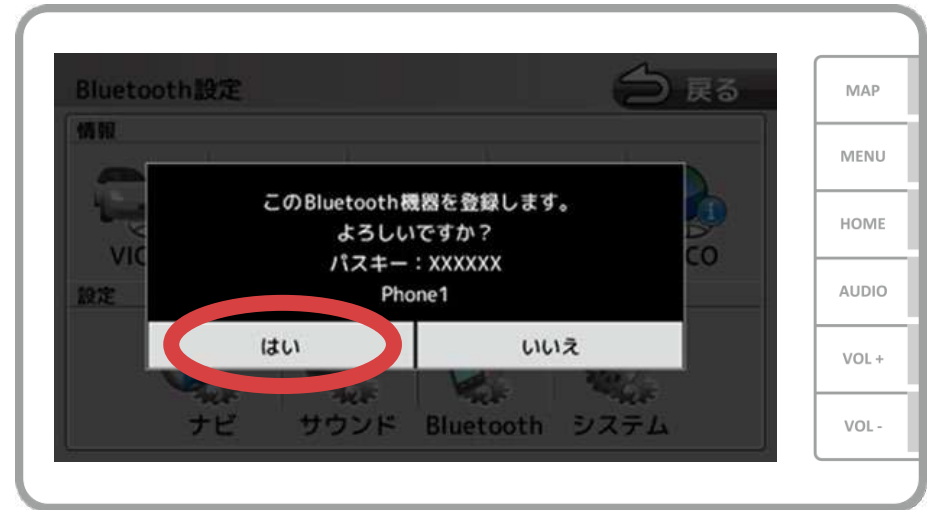 Bluetooth設定
戻る
情報
VIC
CO
このBluetooth機器を登録します。
よろしいですか？
パスキー：XXXXXX
Phone1
はい
いいえ
設定
ナビ
サウンド
Bluetooth
システム
MAP
MENU
HOME
AUDIO
VOL +
VOL -